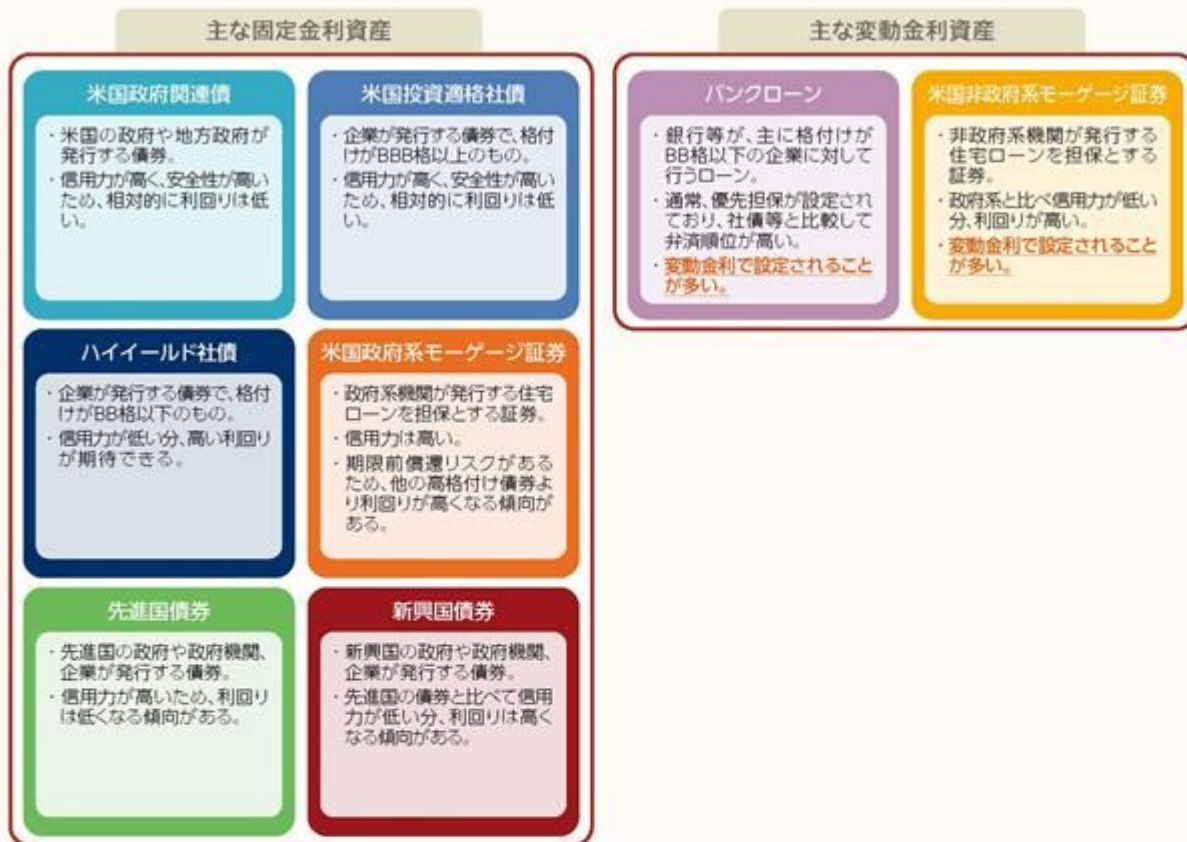 主な固定金利資産
米国政府関連債
・米国の政府や地方政府が
発行する債券。
・信用力が高く、安全性が高い
ため、相対的に利回りは低
い。
米国投資適格社債
・企業が発行する債券で、格付
けがBBB格以上のもの。
・信用力が高く、安全性が高い
ため、相対的に利回りは低
い。
ハイイールド社債
・企業が発行する債券で、格付
けがBB格以下のもの。
・信用力が低い分、高い利回り
が期待できる。
米国政府系モーゲージ証券
・政府系機関が発行する住宅
ローンを担保とする証券。
・信用力は高い。
・期限前償還リスクがある
ため、他の高格付け債券よ
り利回りが高くなる傾向が
ある。
先進国債券
・先進国の政府や政府機関、
企業が発行する債券。
・信用力が高いため、利回り
は低くなる傾向がある。
新興国債券
・新興国の政府や政府機関、
企業が発行する債券。
・先進国の債券と比べて信用
力が低い分、利回りは高く
なる傾向がある。
主な変動金利資産
バンクローン
・銀行等が、主に格付けが
BB格以下の企業に対して
行うローン。
・通常、優先担保が設定され
ており、社債等と比較して
弁済順位が高い。
・変動金利で設定されること
が多い。
米国非政府系モーゲージ証券
・非政府系機関が発行する
住宅ローンを担保とする
証券。
・政府系と比べ信用力が低い
分、利回りが高い。
・変動金利で設定されること
が多い。